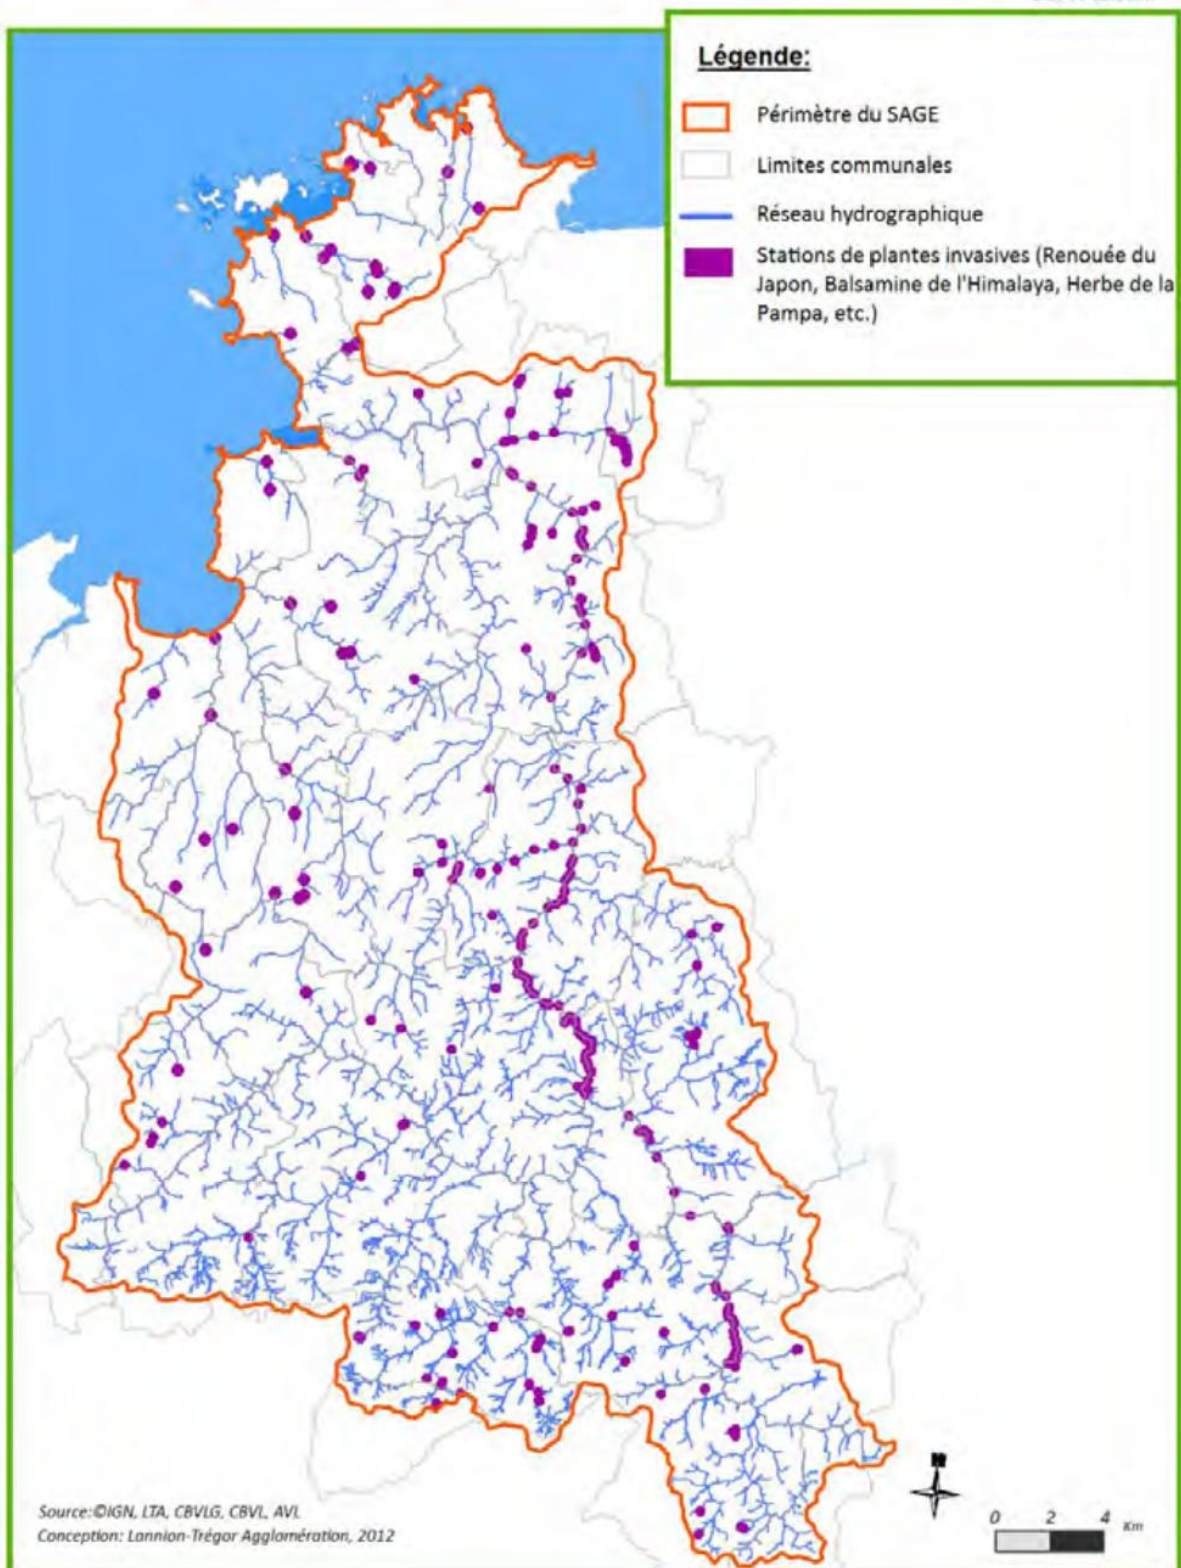 Légende:
Périmètre du SAGE
Limites communales
Réseau hydrographique
Stations de plantes invasives (Renouée du
Japon, Balsamine de l'Himalaya, Herbe de la
Pampa, etc.)
Source:©IGN, LTA, CBVLG, CBVL, AVL
Conception: Lannion-Trégor Agglomération, 2012
N
0 2 4 Km